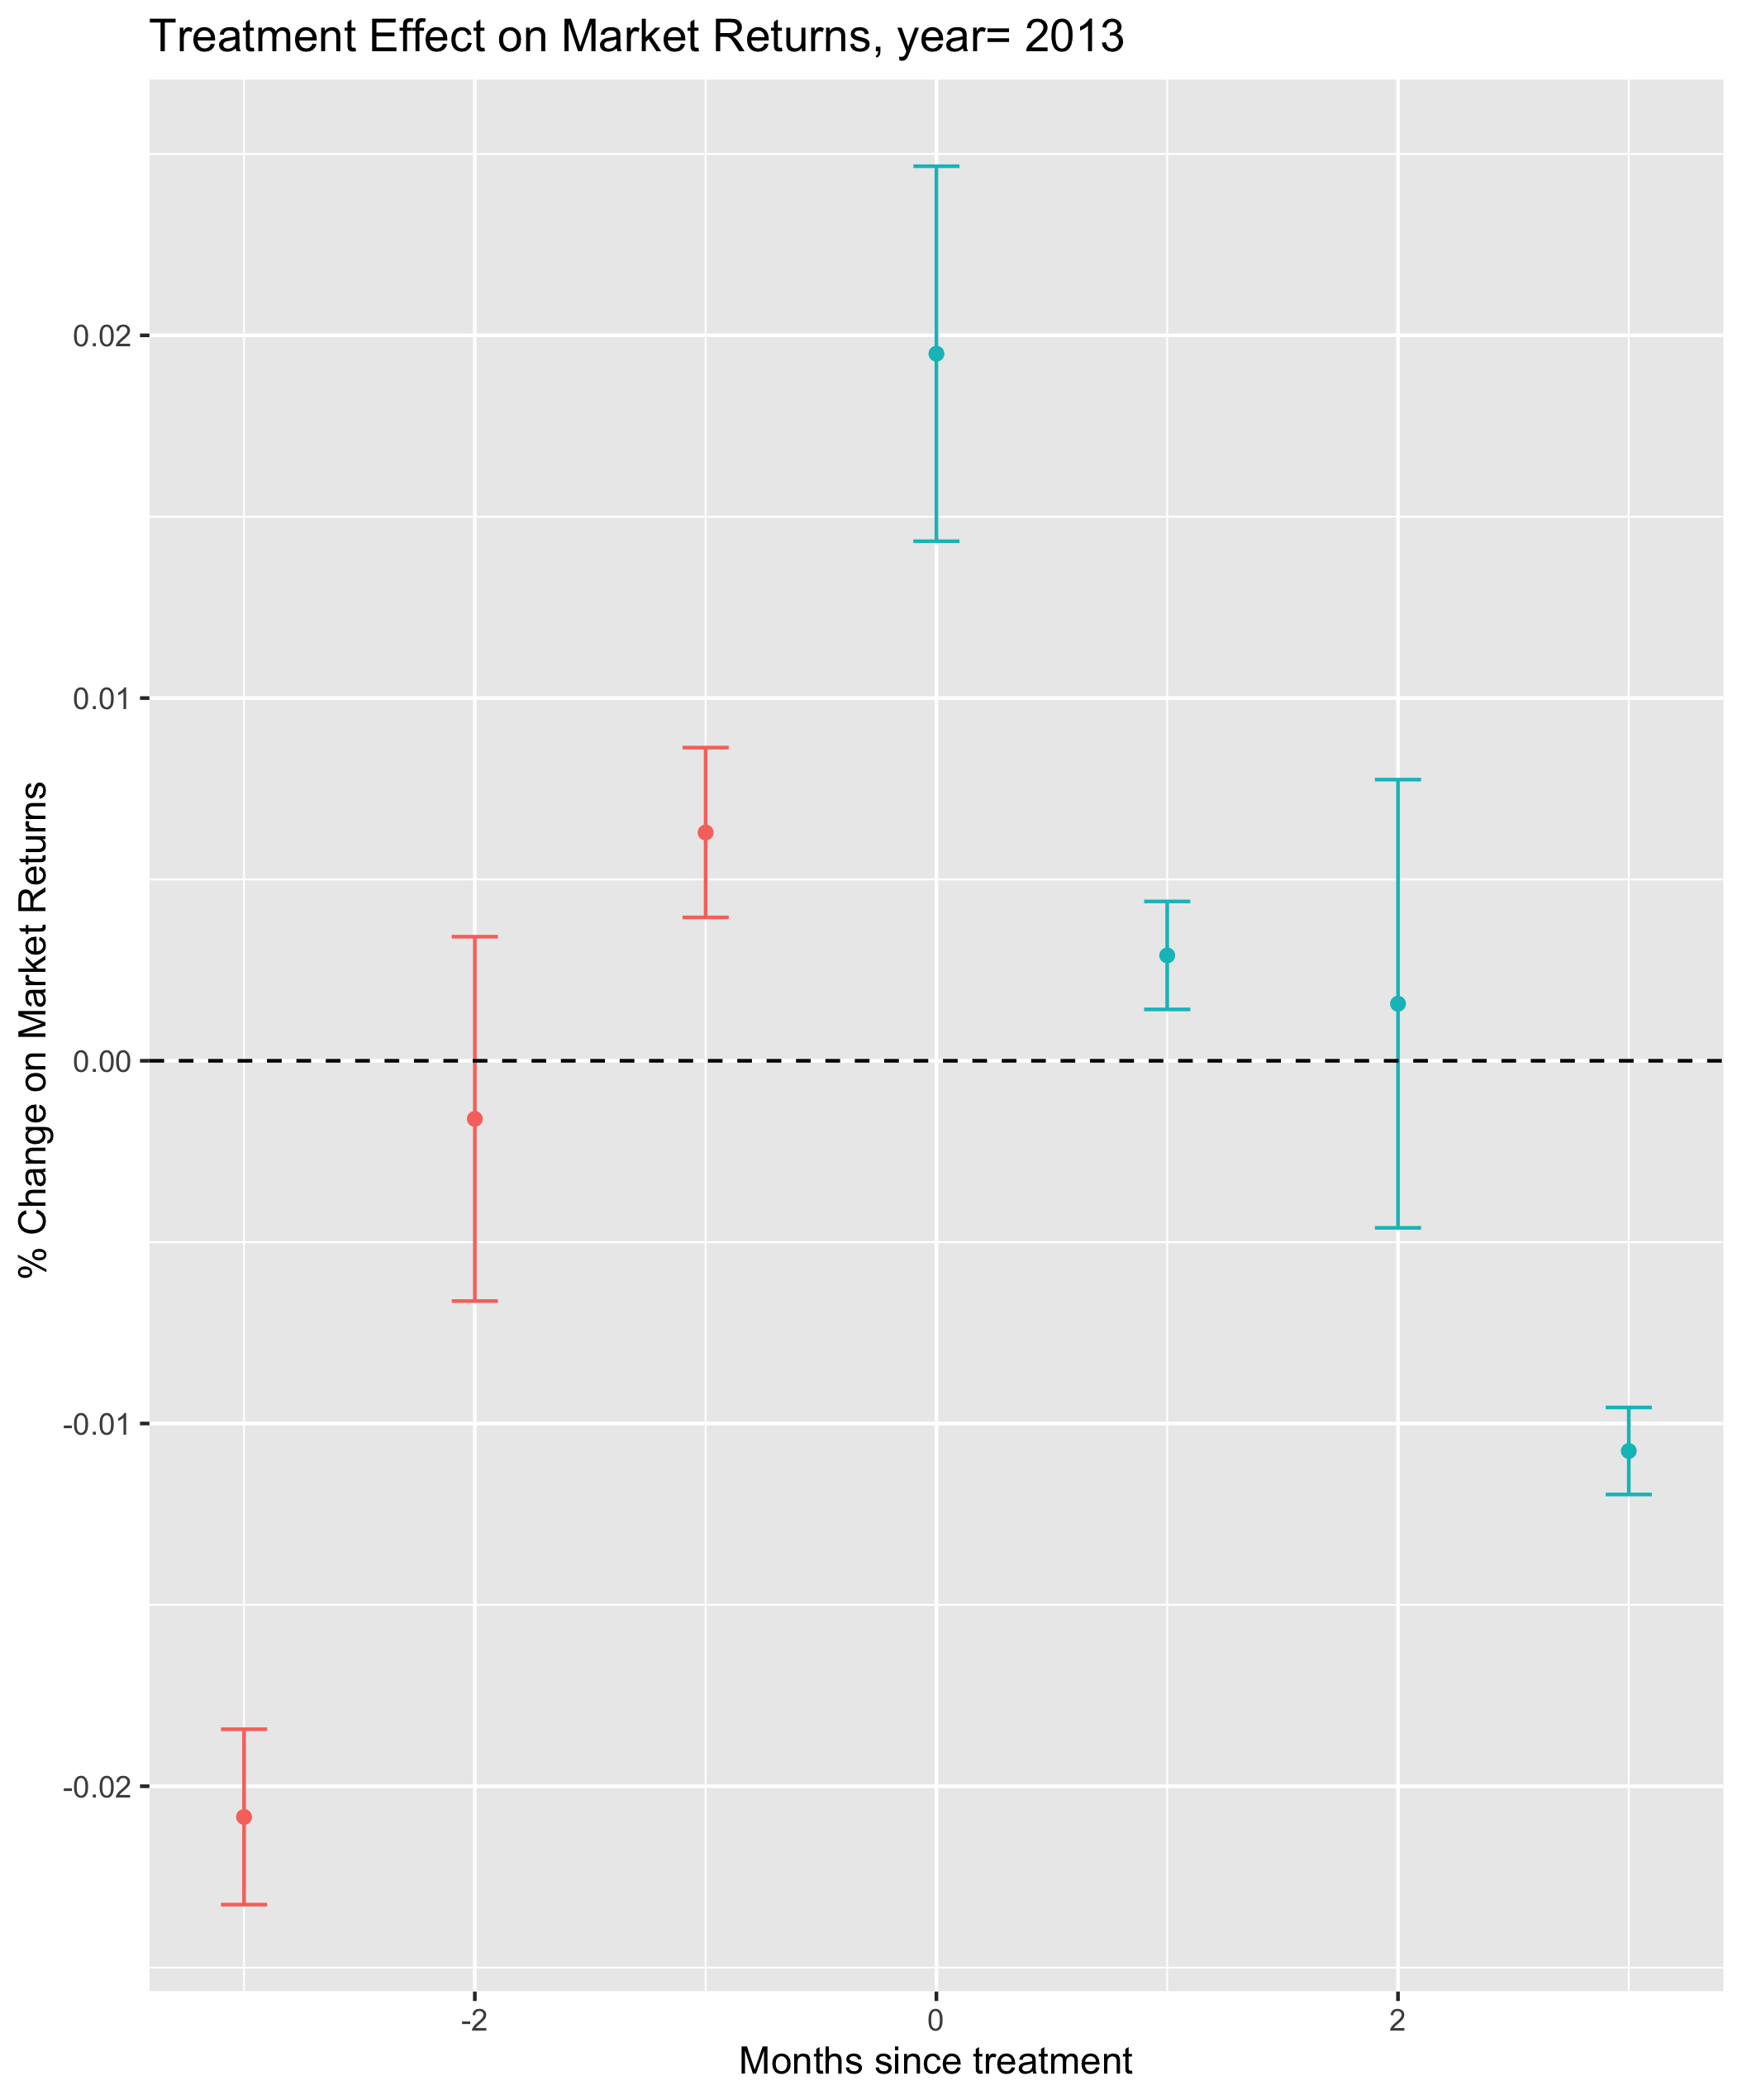 Treatment Effect on Market Returns, year= 2013
% Change on Market Returns
0.02
0.01
0.00
-0.01
-0.02
-2
0
2
Months since treatment